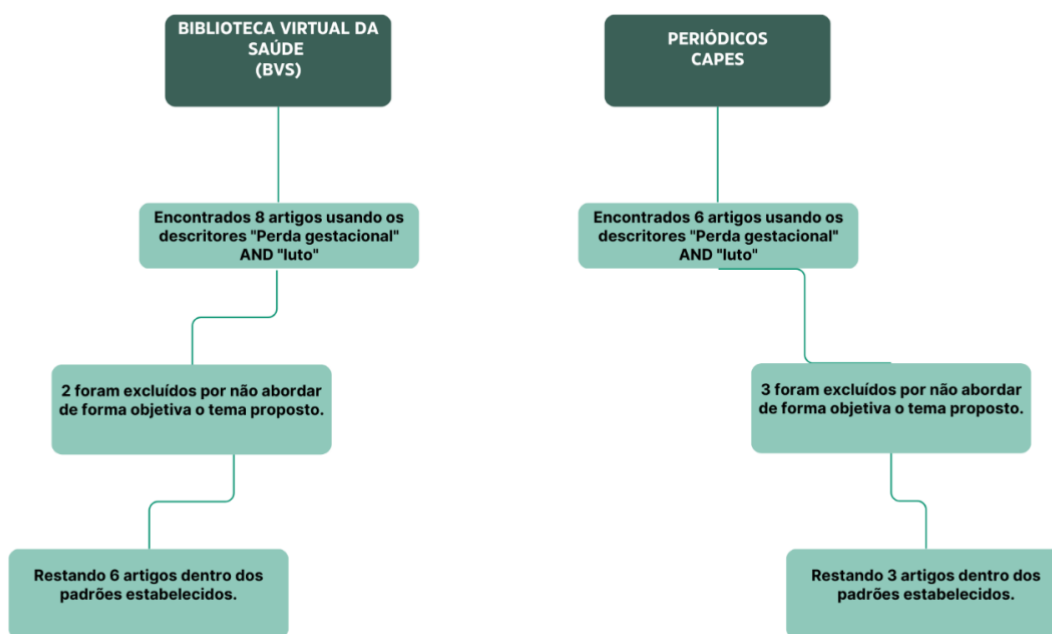 BIBLIOTECA VIRTUAL DA
SAÚDE
(BVS)
Encontrados 8 artigos usando os
descritores "Perda gestacional"
AND "luto"
2 foram excluídos por não abordar
de forma objetiva o tema proposto.
Restando 6 artigos dentro dos
padrões estabelecidos.
PERIÓDICOS
CAPES
Encontrados 6 artigos usando os
descritores "Perda gestacional"
AND "luto"
3 foram excluídos por não abordar
de forma objetiva o tema proposto.
Restando 3 artigos dentro dos
padrões estabelecidos.